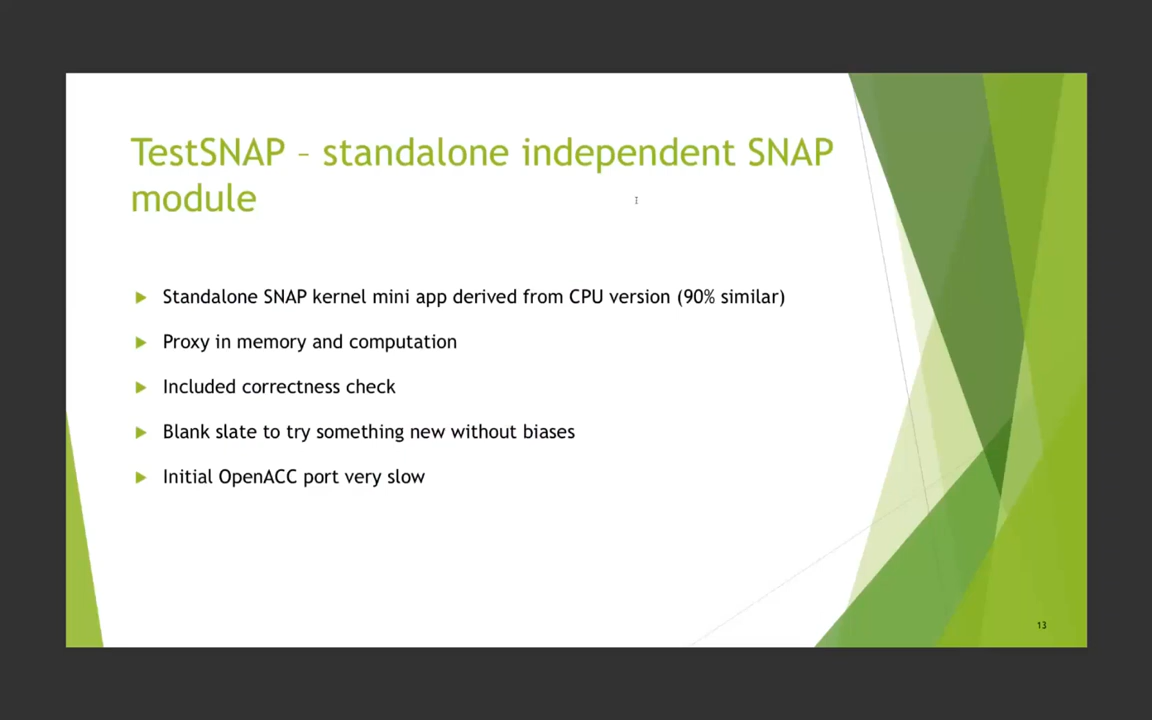 TestSNAP – standalone independent SNAP
module
Standalone SNAP kernel mini app derived from CPU version (90% similar)
Proxy in memory and computation
Included correctness check
Blank slate to try something new without biases
Initial OpenACC port very slow
13